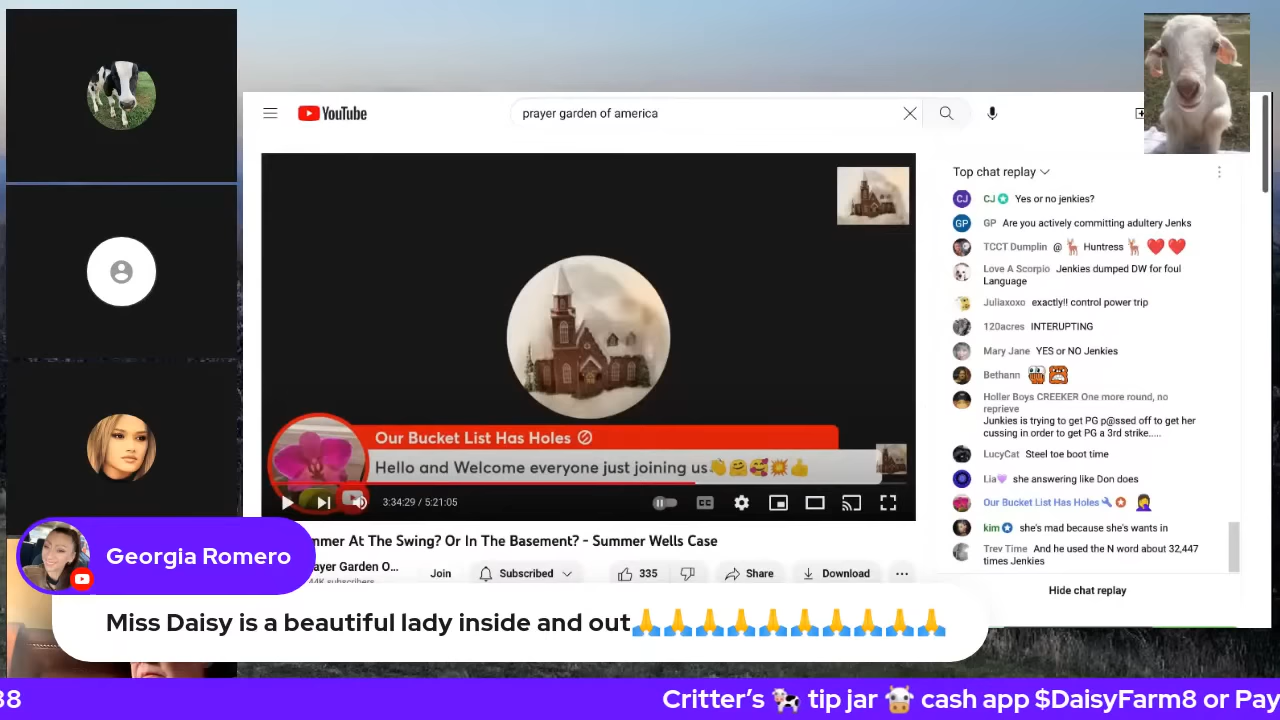 YouTube
prayer garden of america
Top chat replay
CJ Yes or no jenkies?
GP Are you actively committing adultery Jenks
TCCT Dumplin @🦌 Huntress🦌 ❤️ ❤️
Love A Scorpio Jenkies dumped DW for foul
Language
Juliaxoxo exactly!! control power trip
120acres INTERUPTING
Mary Jane YES or NO Jenkies
Bethann
Holler Boys CREEKER One more round, no
reprieve
Junkies is trying to get PG p@ssed off to get her
cussing in order to get PG a 3rd strike.....
LucyCat Steel toe boot time
Lia💜 she answering like Don does
Our Bucket List Has Holes🔧 🤦‍♀️
kim she's mad because she's wants in
Trev Time And he used the N word about 32,447
times Jenkies
Hide chat replay
Our Bucket List Has Holes
Hello and Welcome everyone just joining us👏🤗🥰💥👍
3:34:29 / 5:21:05
CC
mmer At The Swing? Or In The Basement? - Summer Wells Case
ayer Garden O...
Join
Subscribed
335
Share
Download
44K subscribers
Georgia Romero
Miss Daisy is a beautiful lady inside and out🙏🙏🙏🙏🙏🙏🙏🙏🙏🙏
38 Critter's 🐄 tip jar 🐮 cash app $DaisyFarm8 or Pay